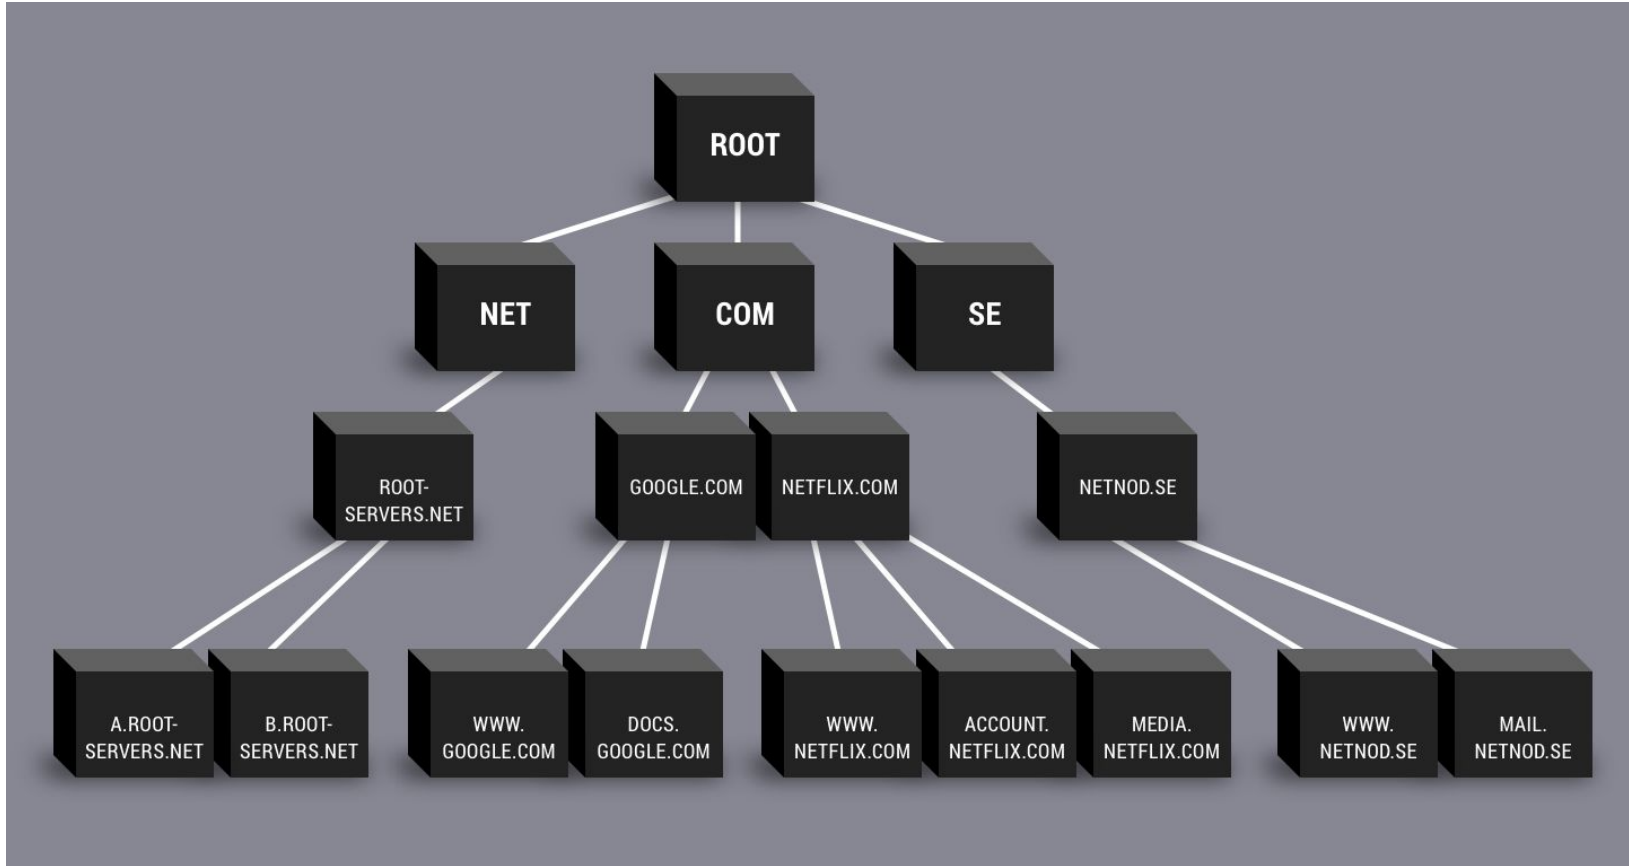 ROOT
NET
COM
SE
ROOT-
SERVERS.NET
GOOGLE.COM
NETFLIX.COM
NETNOD.SE
A.ROOT-
SERVERS.NET
B.ROOT-
SERVERS.NET
WWW.
GOOGLE.COM
DOCS.
GOOGLE.COM
WWW.
NETFLIX.COM
ACCOUNT.
NETFLIX.COM
MEDIA.
NETFLIX.COM
WWW.
NETNOD.SE
MAIL.
NETNOD.SE